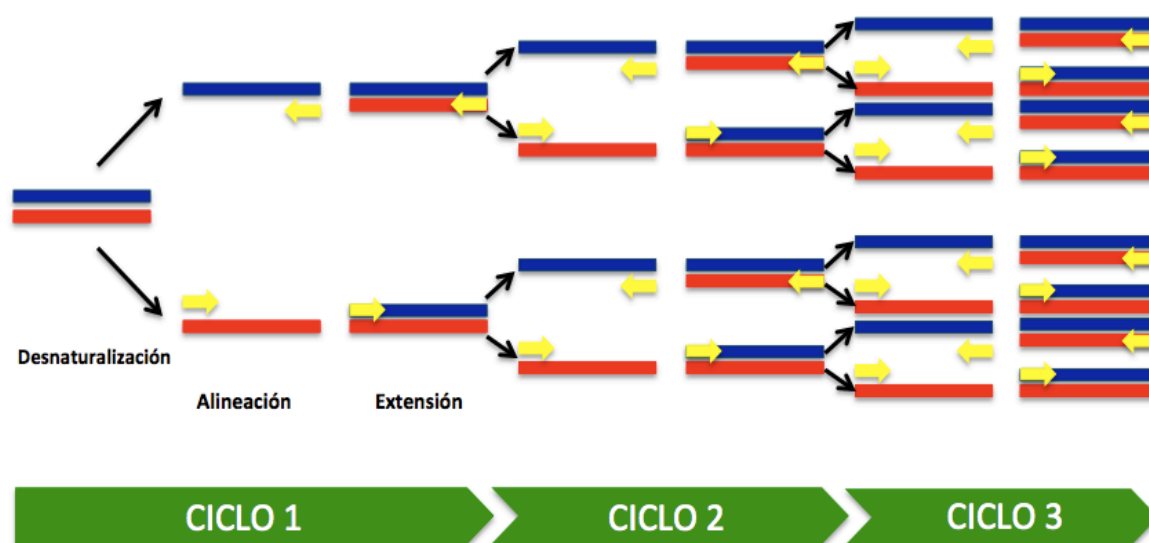 Desnaturalización
Alineación
Extensión
CICLO 1
CICLO 2
CICLO 3